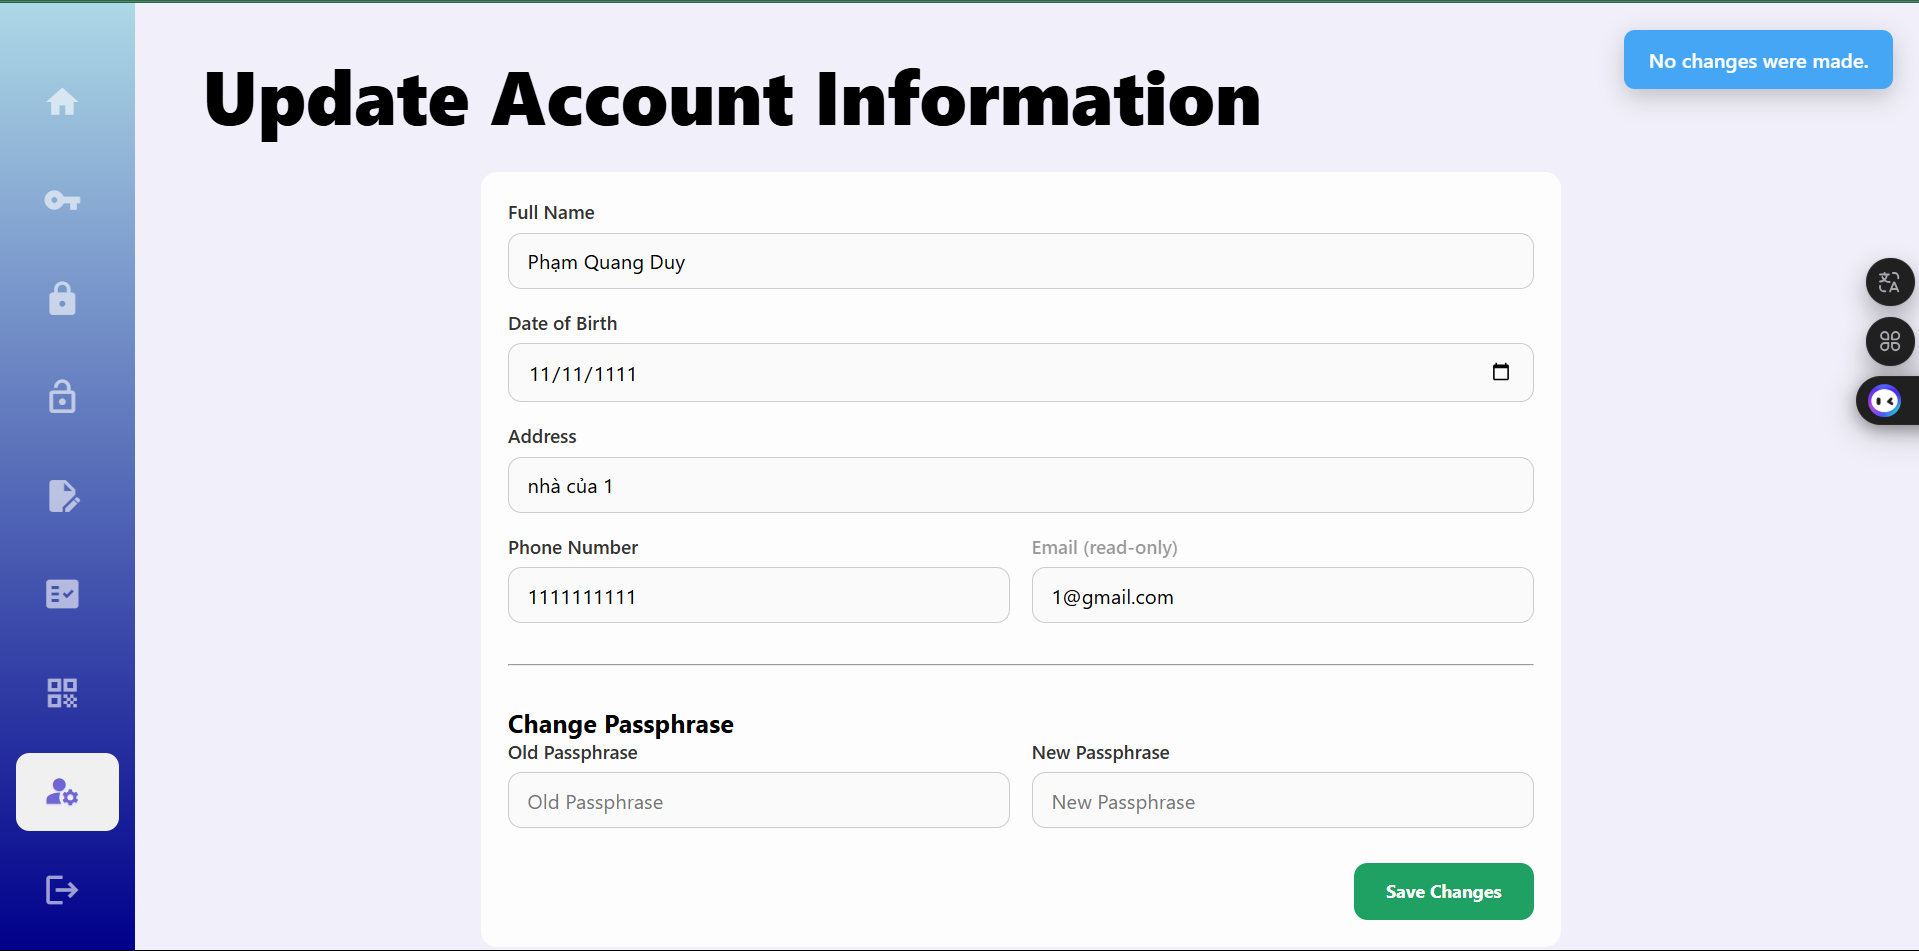 No changes were made.
Update Account Information
Full Name
Phạm Quang Duy
Date of Birth
11/11/1111
Address
nhà của 1
Phone Number
Email (read-only)
1111111111
1@gmail.com
Change Passphrase
Old Passphrase
New Passphrase
Old Passphrase
New Passphrase
Save Changes